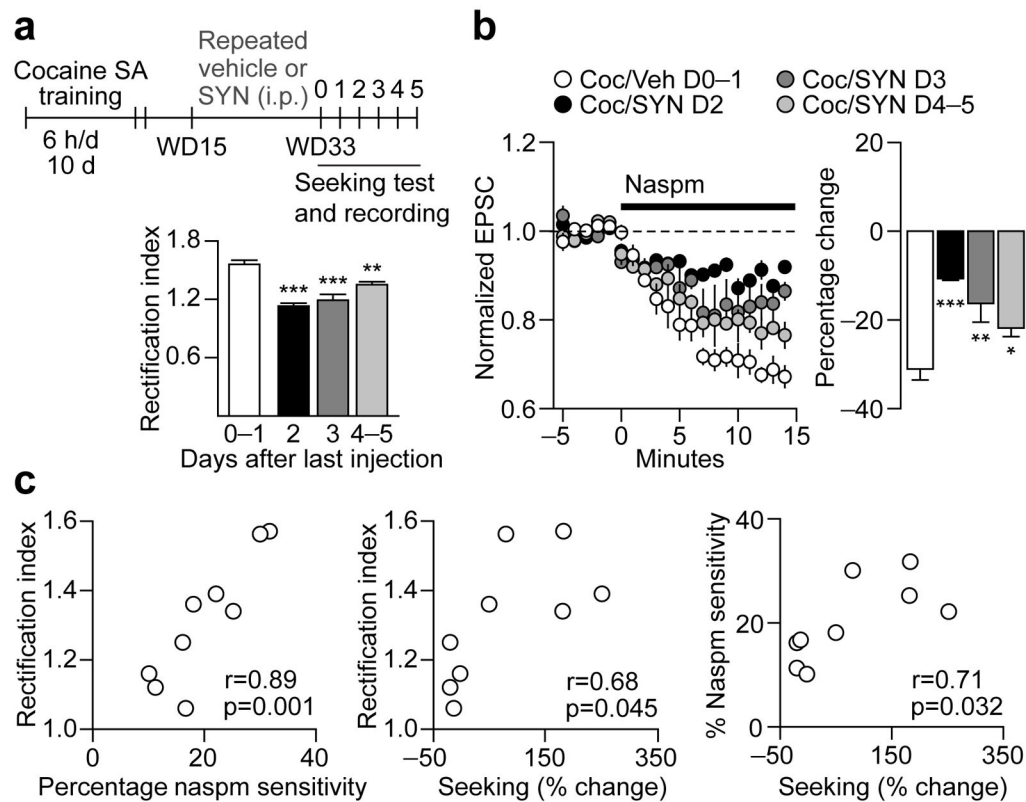 a
Cocaine SA
training
Repeated
vehicle or
SYN (i.p.)
0 1 2 3 4 5
6 h/d
10 d
WD15
WD33
Seeking test
and recording
Rectification index
1.8
1.2
0.6
***
***
**
0–1 2 3 4–5
Days after last injection
b
Coc/Veh D0–1
Coc/SYN D3
Coc/SYN D2
Coc/SYN D4–5
Normalized EPSC
1.2
1.0
0.8
0.6
Naspm
–5 0 5 10 15
Minutes
Percentage change
20
0
–20
–40
***
**
*
c
Rectification index
1.6
1.4
1.2
1.0
r=0.89
p=0.001
0 20 40
Percentage naspm sensitivity
Rectification index
1.6
1.4
1.2
1.0
r=0.68
p=0.045
–50 150 350
Seeking (% change)
% Naspm sensitivity
40
20
0
r=0.71
p=0.032
–50 150 350
Seeking (% change)